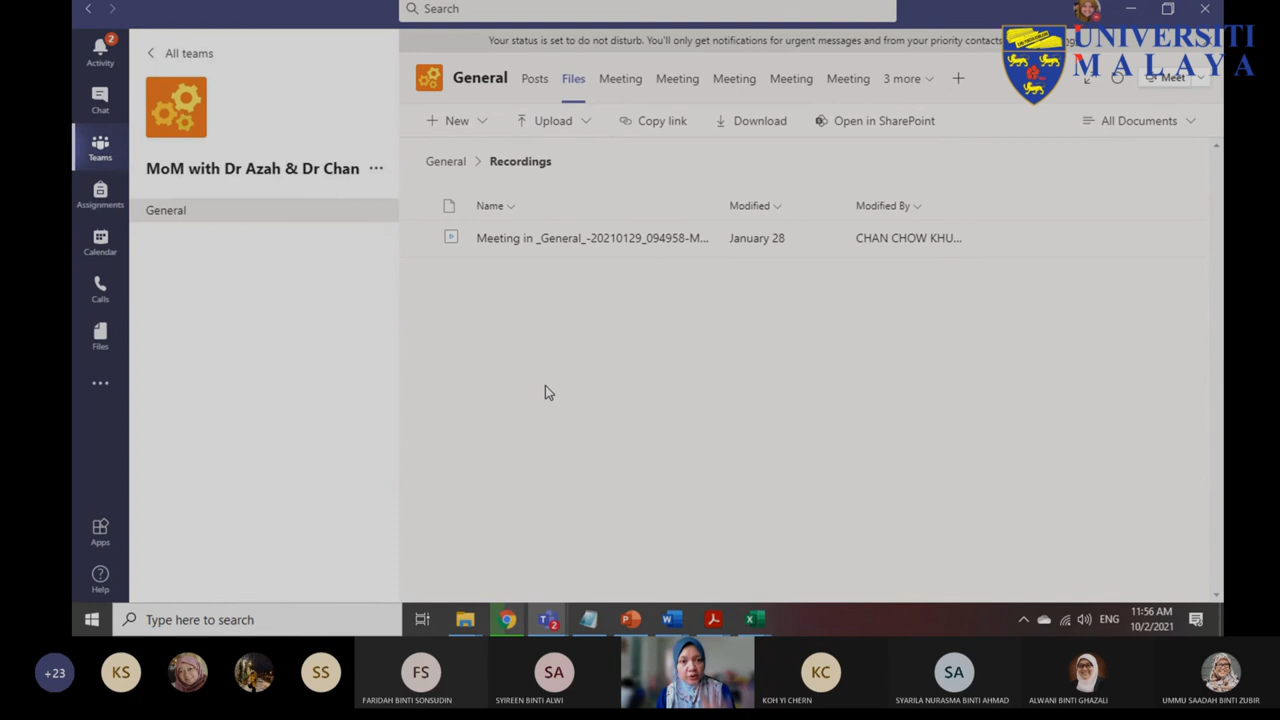 Search
UNIVERSITI
MALAYA
Your status is set to do not disturb. You'll only get notifications for urgent messages and from your priority contacts
2
Activity
Chat
Teams
Assignments
Calendar
Calls
Files
Apps
Help
All teams
MoM with Dr Azah & Dr Chan
General
General
Posts
Files
Meeting
Meeting
Meeting
Meeting
Meeting
3 more
Meet
New
Upload
Copy link
Download
Open in SharePoint
All Documents
General > Recordings
Name
Modified
Modified By
Meeting in _General_-20210129_094958-M...
January 28
CHAN CHOW KHU...
Type here to search
2
ENG
11:56 AM
10/2/2021
+23
KS
SS
FS
FARIDAH BINTI SONSUDIN
SA
SYIREEN BINTI ALWI
KC
KOH YI CHERN
SA
SYARILA NURASMA BINTI AHMAD
ALWANI BINTI GHAZALI
UMMU SAADAH BINTI ZUBIR